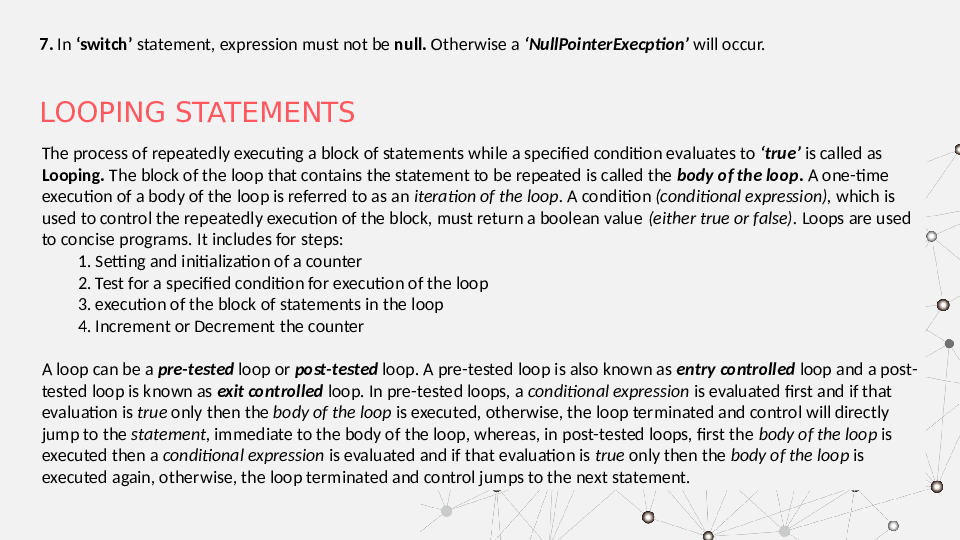 7. In ‘switch’ statement, expression must not be null. Otherwise a ‘NullPointerExecption’ will occur.
LOOPING STATEMENTS
The process of repeatedly executing a block of statements while a specified condition evaluates to ‘true’ is called as
Looping. The block of the loop that contains the statement to be repeated is called the body of the loop. A one-time
execution of a body of the loop is referred to as an iteration of the loop. A condition (conditional expression), which is
used to control the repeatedly execution of the block, must return a boolean value (either true or false). Loops are used
to concise programs. It includes for steps:
1. Setting and initialization of a counter
2. Test for a specified condition for execution of the loop
3. execution of the block of statements in the loop
4. Increment or Decrement the counter
A loop can be a pre-tested loop or post-tested loop. A pre-tested loop is also known as entry controlled loop and a post-
tested loop is known as exit controlled loop. In pre-tested loops, a conditional expression is evaluated first and if that
evaluation is true only then the body of the loop is executed, otherwise, the loop terminated and control will directly
jump to the statement, immediate to the body of the loop, whereas, in post-tested loops, first the body of the loop is
executed then a conditional expression is evaluated and if that evaluation is true only then the body of the loop is
executed again, otherwise, the loop terminated and control jumps to the next statement.